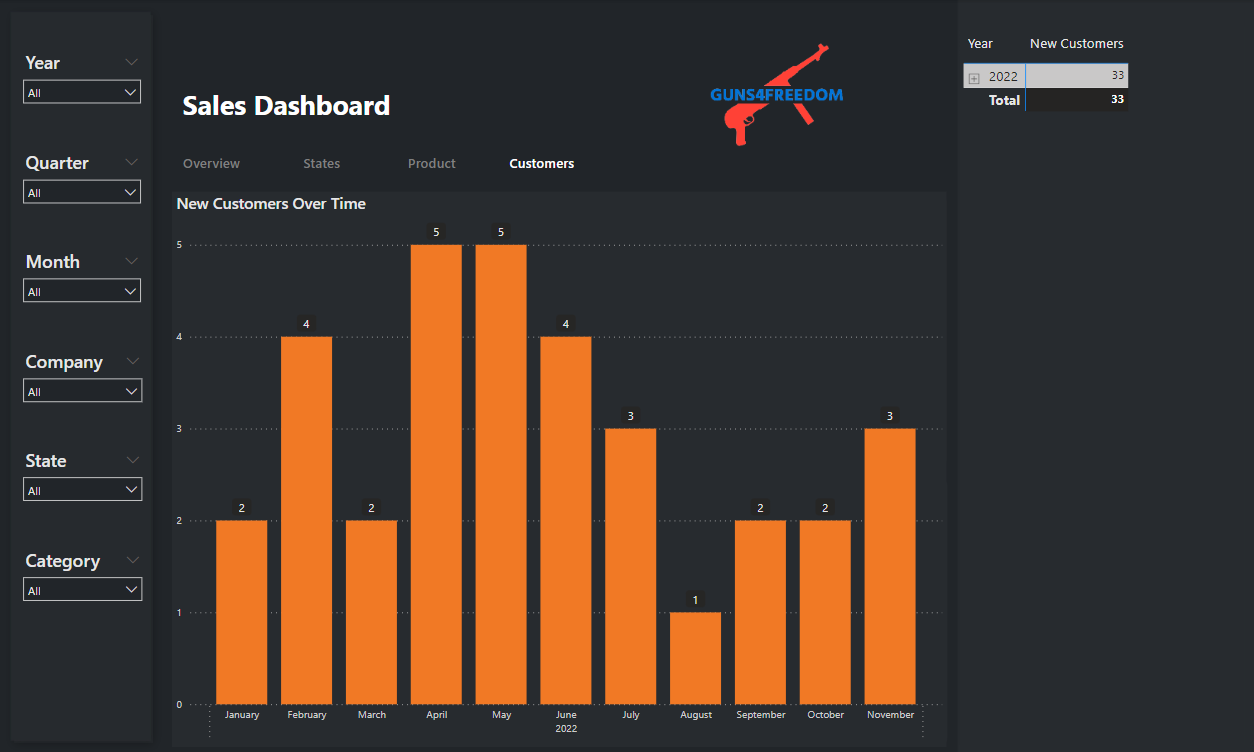 Year
All
Quarter
All
Month
All
Company
All
State
All
Category
All
Sales Dashboard
GUNS4FREEDOM
Overview States Product Customers
New Customers Over Time
5
4
3
2
1
0
2
4
2
5
5
4
3
1
2
2
3
January February March April May June July August September October November
2022
Year New Customers
2022 33
Total 33